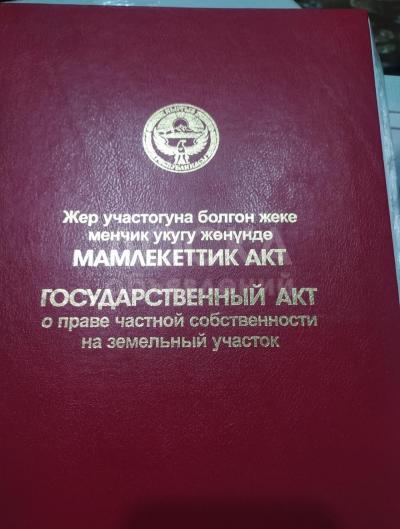 Жер участогуна болгон жеке
менчик укугу жөнүндө
МАМЛЕКЕТТИК АКТ
ГОСУДАРСТВЕННЫЙ АКТ
о праве частной собственности
на земельный участок